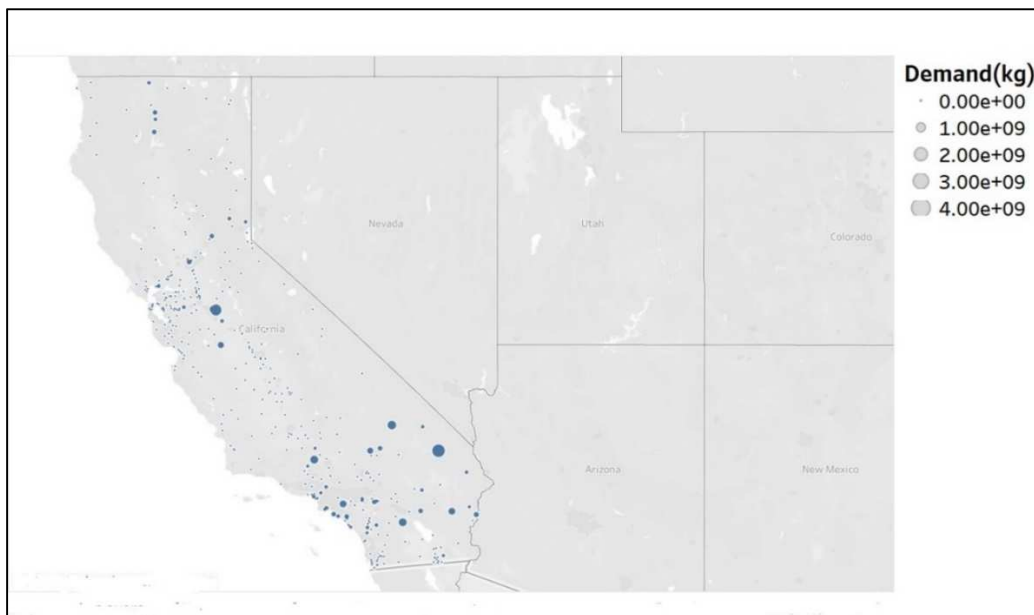 Demand(kg)
0.00e+00
1.00e+09
2.00e+09
3.00e+09
4.00e+09
Nevada
Utah
Colorado
California
Arizona
New Mexico